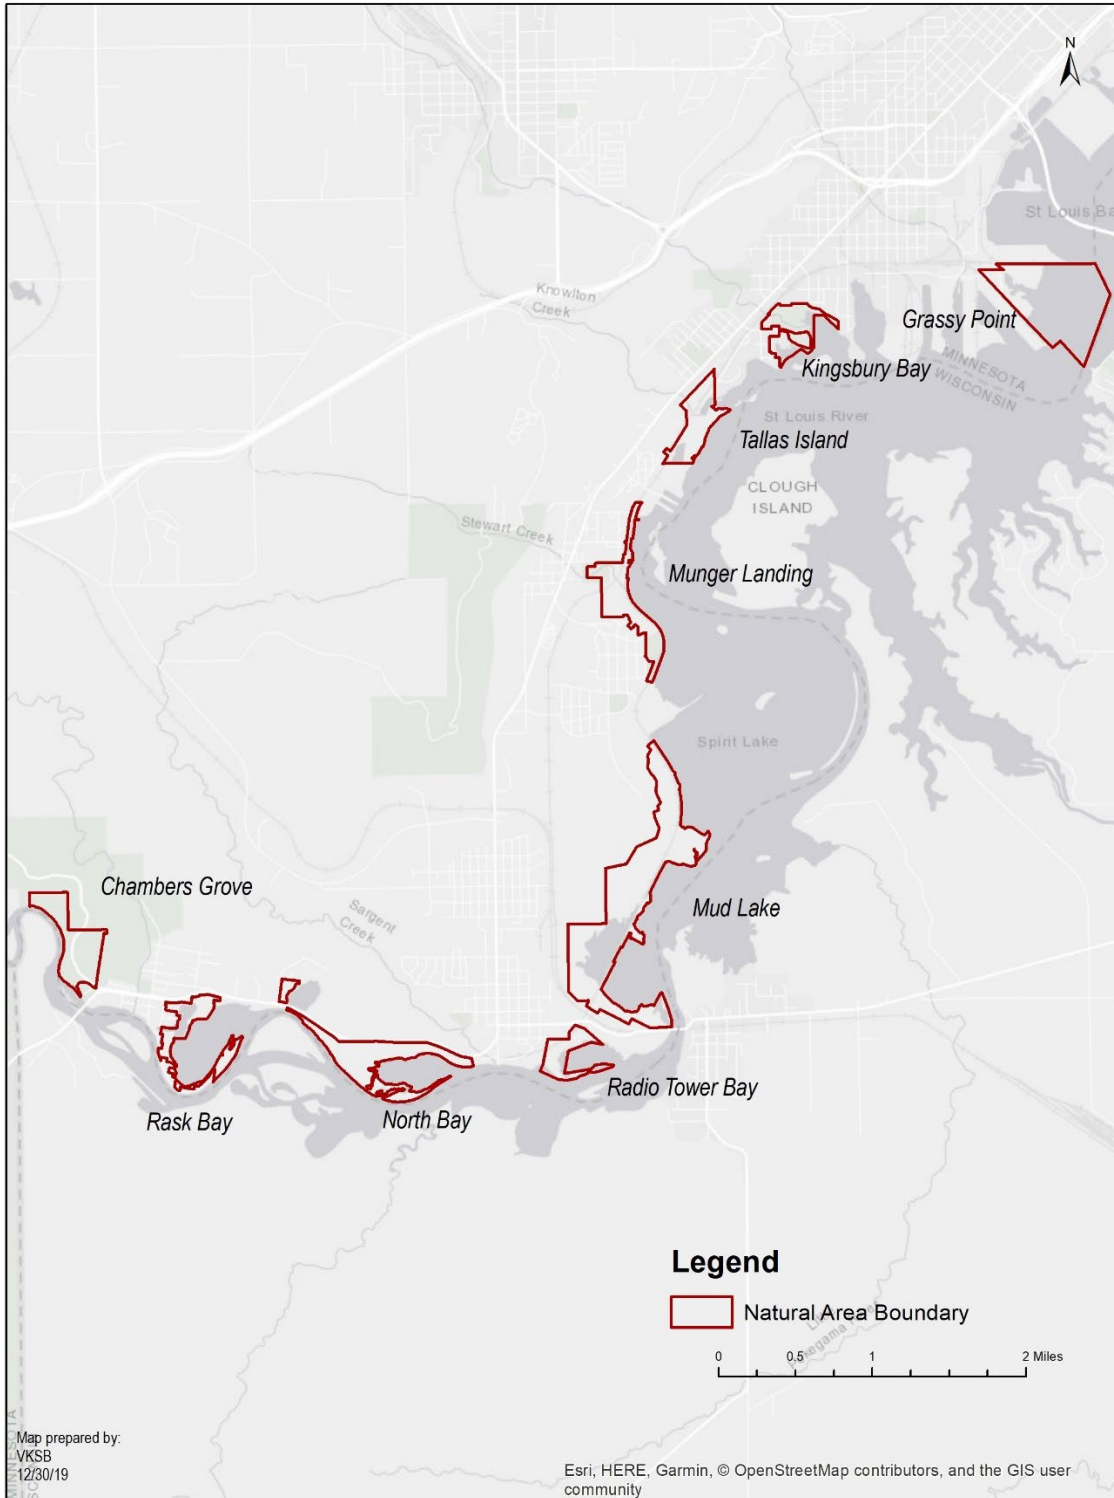 N
St Louis Ba
Knowlton
Creek
Grassy Point
MINNESOTA
WISCONSIN
Kingsbury Bay
St Louis River
Tallas Island
CLOUGH
ISLAND
Stewart Creek
Munger Landing
Spirit Lake
Chambers Grove
Sargent
Creek
Mud Lake
Radio Tower Bay
Rask Bay
North Bay
Legend
Natural Area Boundary
0 0.5 1 2 Miles
MINNESOTA
Map prepared by:
VKSB
12/30/19
Esri, HERE, Garmin, © OpenStreetMap contributors, and the GIS user
community